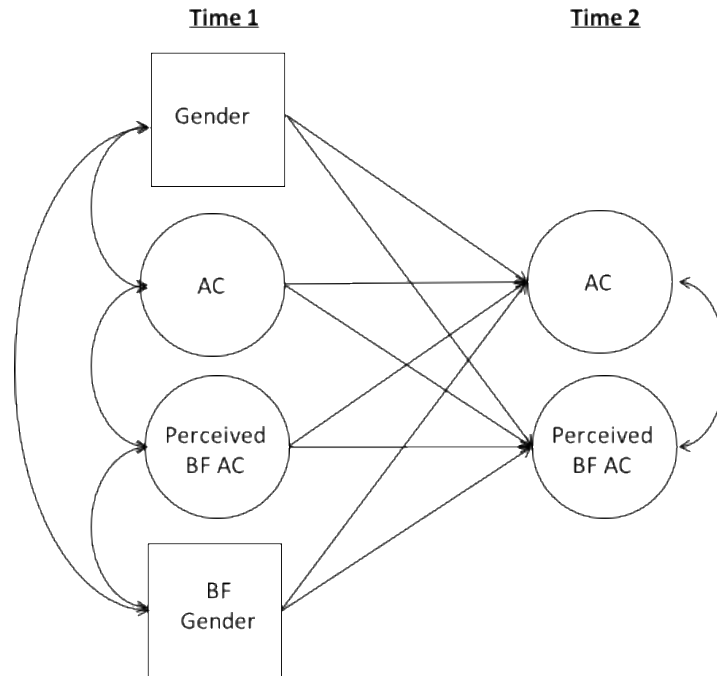 Time 1
Time 2
Gender
AC
AC
Perceived
BF AC
Perceived
BF AC
BF
Gender